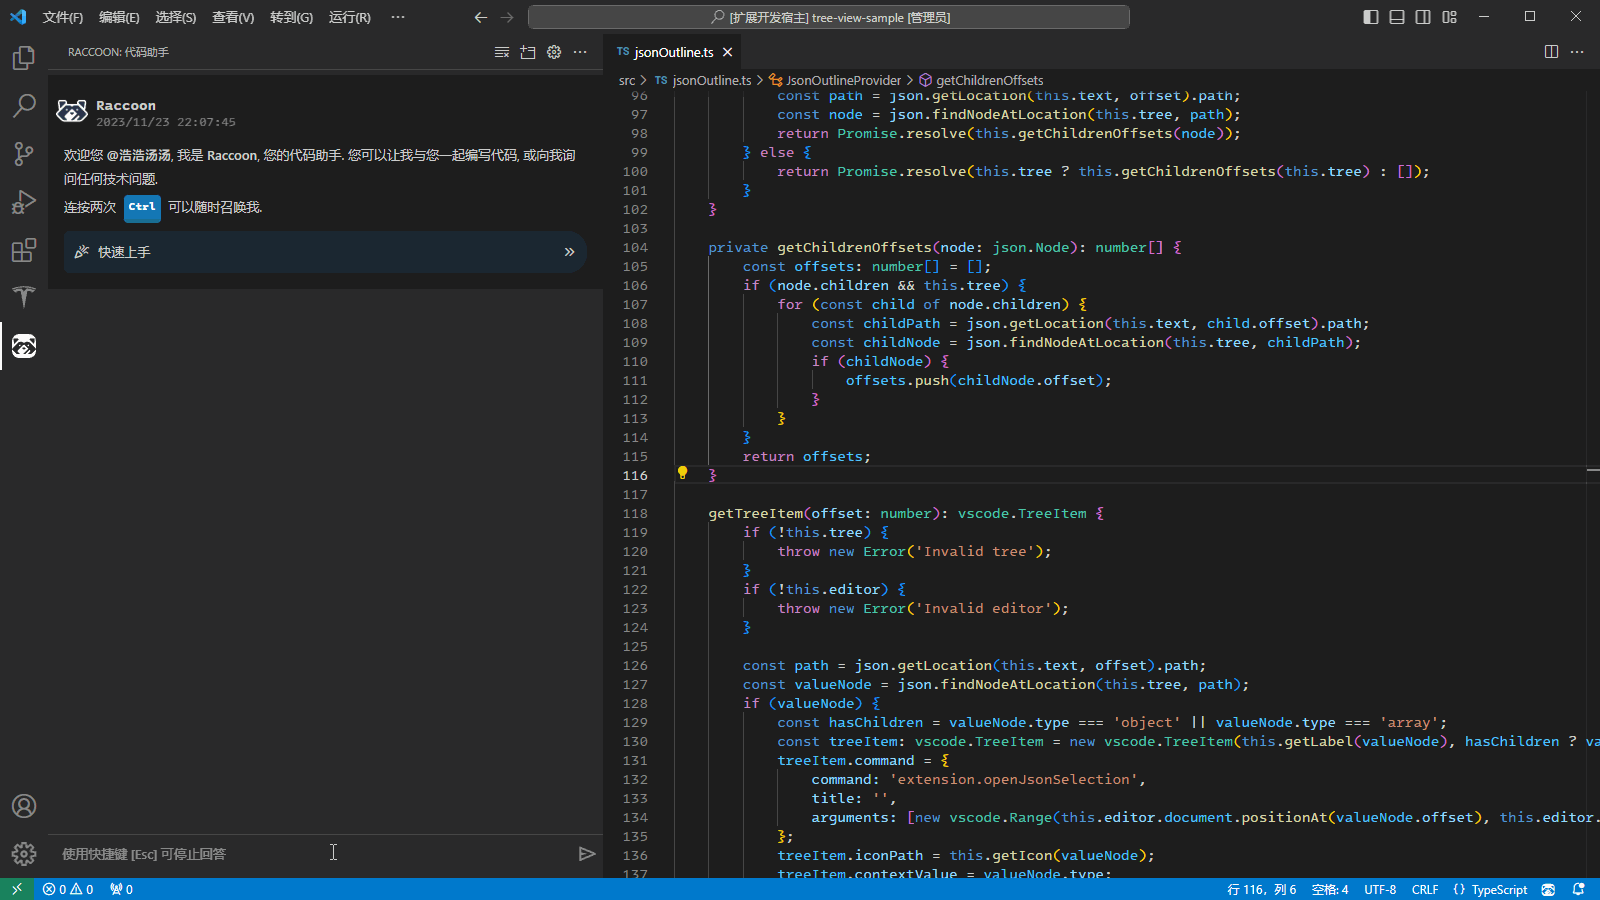 文件(F) 编辑(E) 选择(S) 查看(V) 转到(G) 运行(R) ···
[扩展开发宿主] tree-view-sample [管理员]
RACCOON: 代码助手
Raccoon
2023/11/23 22:07:45
欢迎您 @浩浩汤汤, 我是 Raccoon, 您的代码助手. 您可以让我与您一起编写代码, 或向我询
问任何技术问题.
连按两次 Ctrl 可以随时召唤我.
快速上手 »
使用快捷键 [Esc] 可停止回答
TS jsonOutline.ts
src > TS jsonOutline.ts > JsonOutlineProvider > getChildrenOffsets
96 const path = json.getLocation(this.text, offset).path;
97 const node = json.findNodeAtLocation(this.tree, path);
98 return Promise.resolve(this.getChildrenOffsets(node));
99 } else {
100 return Promise.resolve(this.tree ? this.getChildrenOffsets(this.tree) : []);
101 }
102 }
103
104 private getChildrenOffsets(node: json.Node): number[] {
105 const offsets: number[] = [];
106 if (node.children && this.tree) {
107 for (const child of node.children) {
108 const childPath = json.getLocation(this.text, child.offset).path;
109 const childNode = json.findNodeAtLocation(this.tree, childPath);
110 if (childNode) {
111 offsets.push(childNode.offset);
112 }
113 }
114 }
115 return offsets;
116 }
117
118 getTreeItem(offset: number): vscode.TreeItem {
119 if (!this.tree) {
120 throw new Error('Invalid tree');
121 }
122 if (!this.editor) {
123 throw new Error('Invalid editor');
124 }
125
126 const path = json.getLocation(this.text, offset).path;
127 const valueNode = json.findNodeAtLocation(this.tree, path);
128 if (valueNode) {
129 const hasChildren = valueNode.type === 'object' || valueNode.type === 'array';
130 const treeItem: vscode.TreeItem = new vscode.TreeItem(this.getLabel(valueNode), hasChildren ? va
131 treeItem.command = {
132 command: 'extension.openJsonSelection',
133 title: '',
134 arguments: [new vscode.Range(this.editor.document.positionAt(valueNode.offset), this.editor.
135 };
136 treeItem.iconPath = this.getIcon(valueNode);
137 treeItem.contextValue = valueNode.type;
0 0 0 行 116，列 6 空格: 4 UTF-8 CRLF {} TypeScript